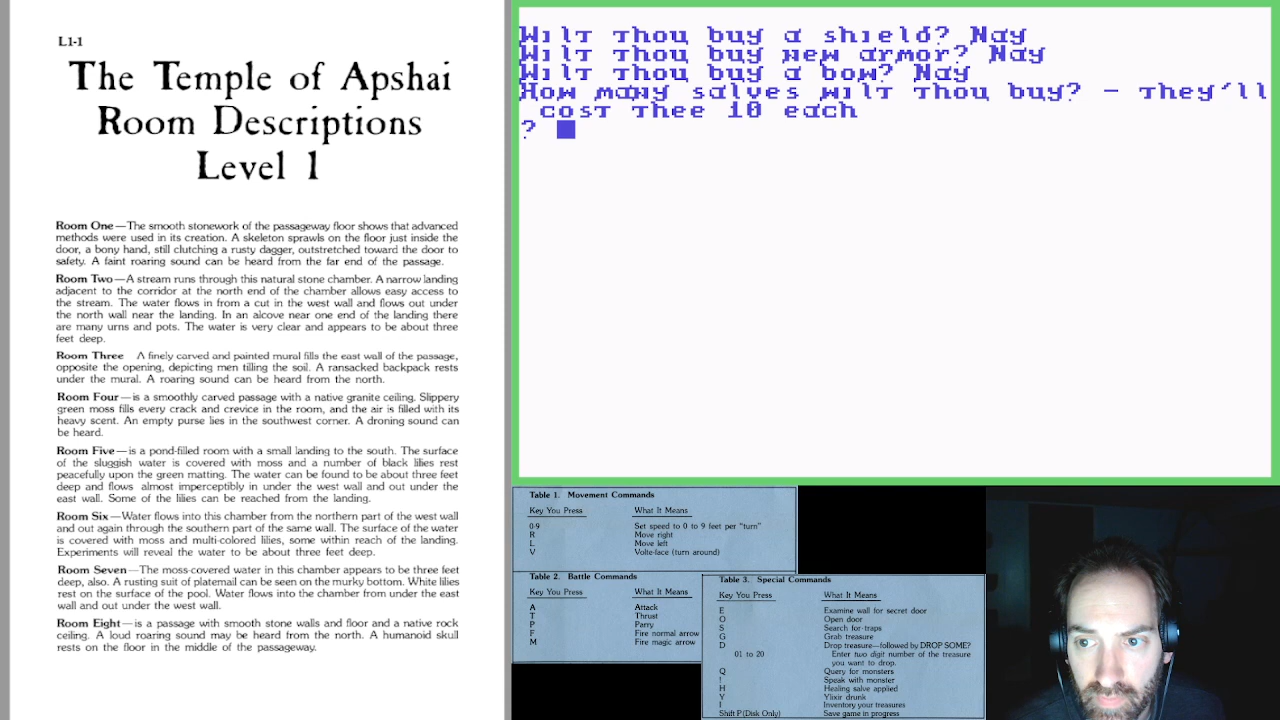 L1-1
The Temple of Apshai
Room Descriptions
Level 1
Room One—The smooth stonework of the passageway floor shows that advanced
methods were used in its creation. A skeleton sprawls on the floor just inside the
door, a bony hand, still clutching a rusty dagger, outstretched toward the door to
safety. A faint roaring sound can be heard from the far end of the passage.
Room Two—A stream runs through this natural stone chamber. A narrow landing
adjacent to the corridor at the north end of the chamber allows easy access to
the stream. The water flows in from a cut in the west wall and flows out under
the north wall near the landing. In an alcove near one end of the landing there
are many urns and pots. The water is very clear and appears to be about three
feet deep.
Room Three A finely carved and painted mural fills the east wall of the passage,
opposite the opening, depicting men tilling the soil. A ransacked backpack rests
under the mural. A roaring sound can be heard from the north.
Room Four—is a smoothly carved passage with a native granite ceiling. Slippery
green moss fills every crack and crevice in the room, and the air is filled with its
heavy scent. An empty purse lies in the southwest corner. A droning sound can
be heard.
Room Five—is a pond-filled room with a small landing to the south. The surface
of the sluggish water is covered with moss and a number of black lilies rest
peacefully upon the green matting. The water can be found to be about three feet
deep and flows almost imperceptibly in under the west wall and out under the
east wall. Some of the lilies can be reached from the landing.
Room Six—Water flows into this chamber from the northern part of the west wall
and out again through the southern part of the same wall. The surface of the water
is covered with moss and multi-colored lilies, some within reach of the landing.
Experiments will reveal the water to be about three feet deep.
Room Seven—The moss-covered water in this chamber appears to be three feet
deep, also. A rusting suit of platemail can be seen on the murky bottom. White lilies
rest on the surface of the pool. Water flows into the chamber from under the east
wall and out under the west wall.
Room Eight—is a passage with smooth stone walls and floor and a native rock
ceiling. A loud roaring sound may be heard from the north. A humanoid skull
rests on the floor in the middle of the passageway.
Wilt thou buy a shield? Nay
Wilt thou buy new armor? Nay
Wilt thou buy a bow? Nay
How many salves wilt thou buy? - They'll
cost thee 10 each
?
Table 1. Movement Commands
Key You Press What It Means
0-9 Set speed to 0 to 9 feet per "turn"
R Move right
L Move left
V Volte-face (turn around)
Table 2. Battle Commands
Key You Press What It Means
A Attack
T Thrust
P Parry
F Fire normal arrow
M Fire magic arrow
Table 3. Special Commands
Key You Press What It Means
E Examine wall for secret door
O Open door
S Search for traps
G Grab treasure
D Drop treasure—followed by DROP SOME?
01 to 20 Enter two digit number of the treasure
you want to drop.
Q Query for monsters
! Speak with monster
H Healing salve applied
Y Ylixir drunk
I Inventory your treasures
Shift P (Disk Only) Save game in progress